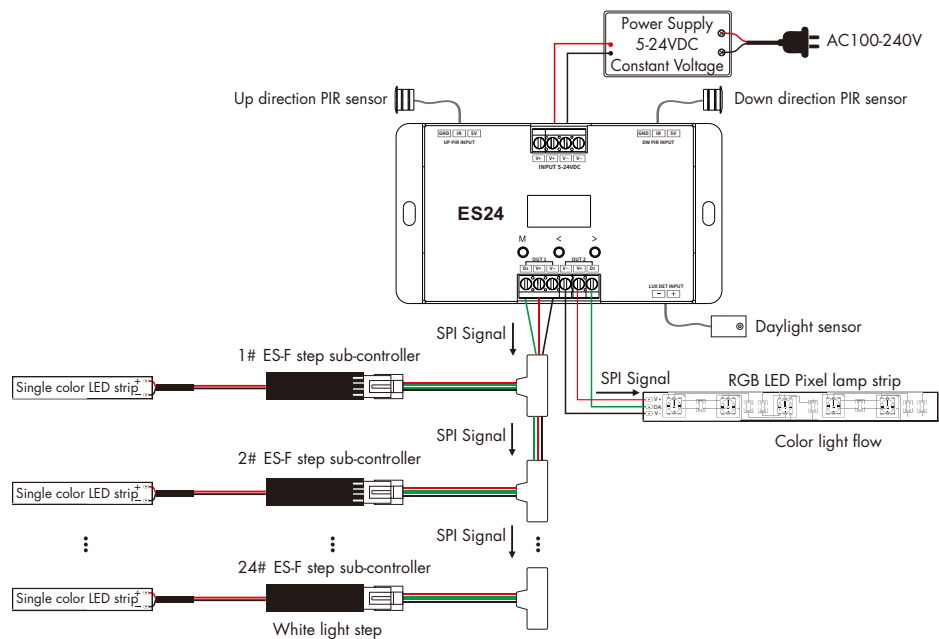 Power Supply
5-24VDC
Constant Voltage
AC100-240V
Up direction PIR sensor
Down direction PIR sensor
GND IR 5V
UP PIR INPUT
V+ V+ V- V-
INPUT 5-24VDC
GND IR 5V
DW PIR INPUT
ES24
M < >
OUT 1 OUT 2
V+ V- V- V+
LUX DET INPUT
- +
Daylight sensor
SPI Signal
1# ES-F step sub-controller
Single color LED strip + -
SPI Signal
RGB LED Pixel lamp strip
V+
DA
V-
Color light flow
SPI Signal
2# ES-F step sub-controller
Single color LED strip + -
SPI Signal
24# ES-F step sub-controller
Single color LED strip + -
White light step